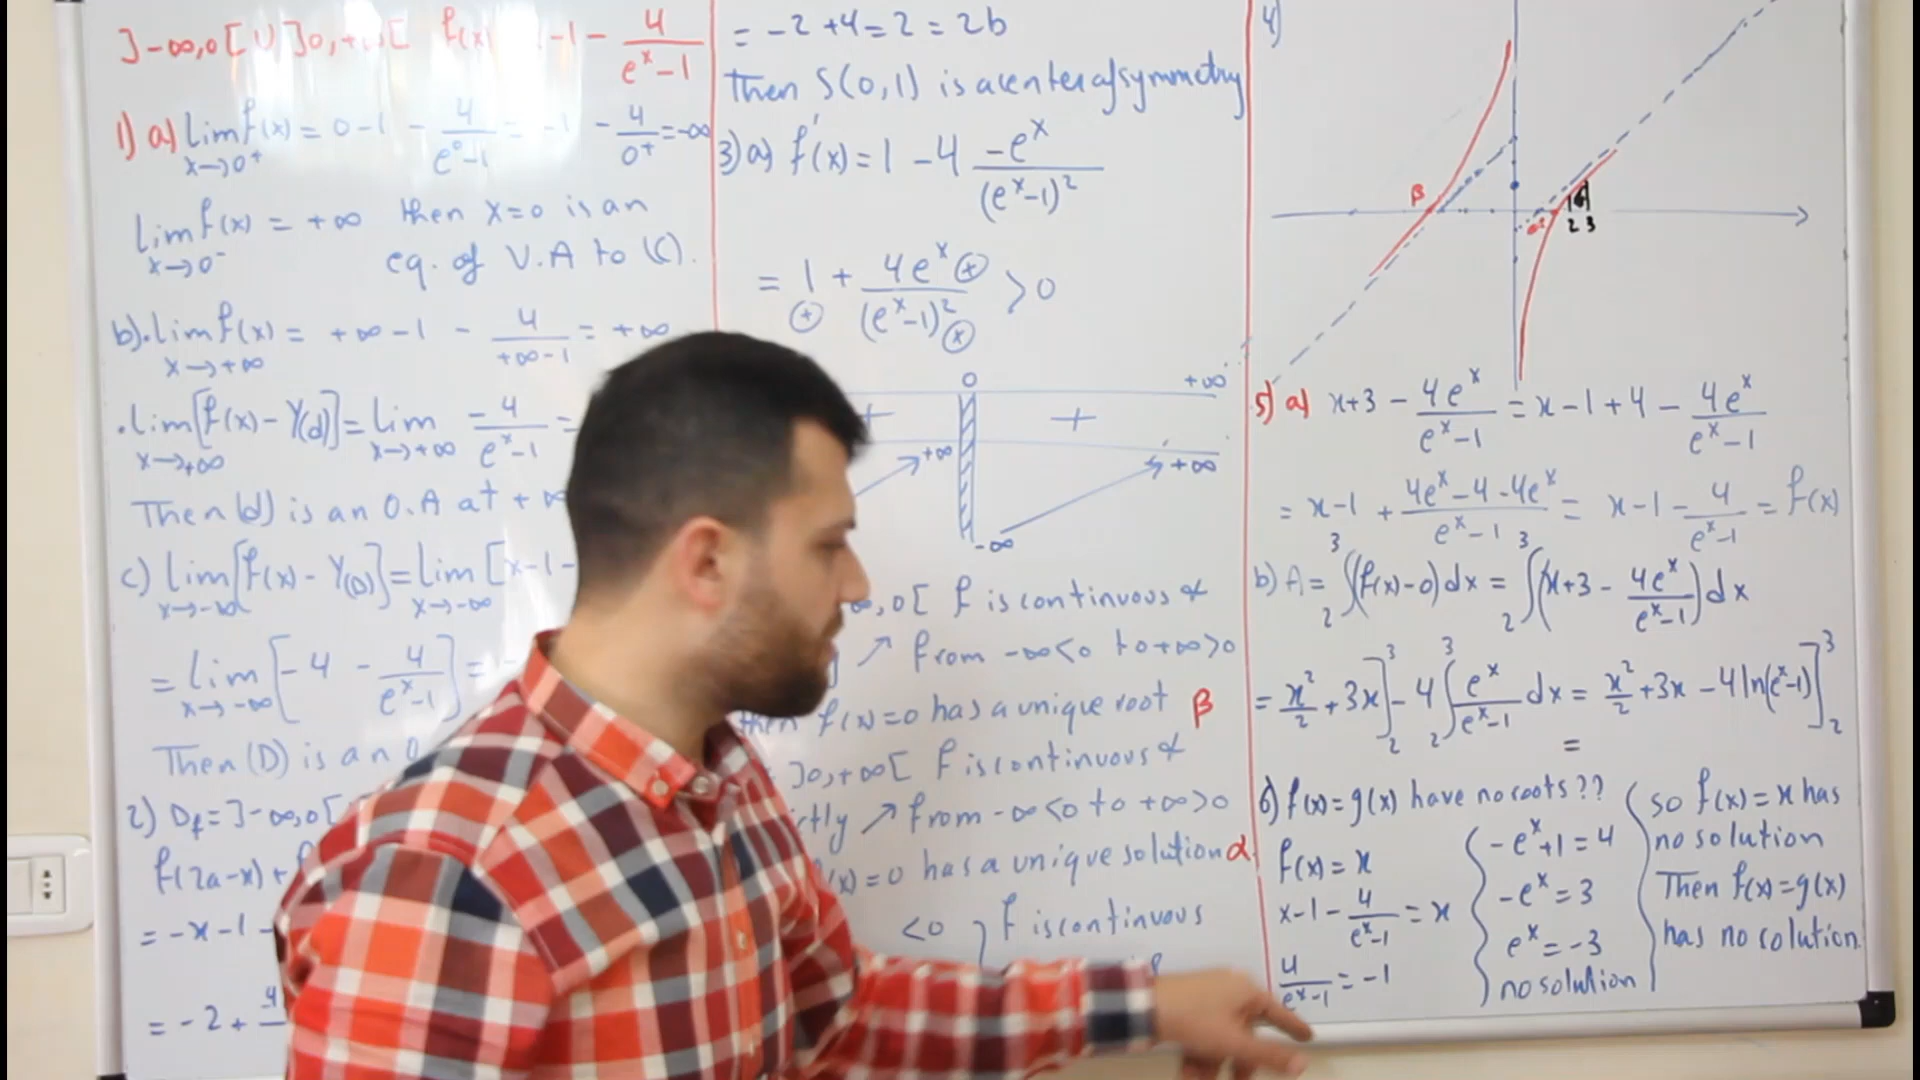 ]-∞,0[ ∪ ]0,+∞[ f(x) -1 - 4/(e^x-1)
1) a) lim f(x) = 0-1 - 4/(e^0-1) = -1 - 4/0+ = -∞
x→0+
lim f(x) = +∞ then x=0 is an
x→0-
eq. of V.A to (C).
b). lim f(x) = +∞-1 - 4/(+∞-1) = +∞
x→+∞
. lim [f(x) - Y(d)] = lim -4/(e^x-1) =
x→+∞ x→+∞
Then (d) is an O.A at +∞
c) lim [f(x) - Y(D)] = lim [x-1-
x→-∞ x→-∞
= lim [-4 - 4/(e^x-1)] =
x→-∞
Then (D) is an O
2) Df = ]-∞,0[
f(2a-x)+
= -x-1-
= -2 + 4
= -2+4 = 2 = 2b
then S(0,1) is a center of symmetry
3) a) f'(x) = 1 - 4 -e^x/(e^x-1)²
= 1 + 4e^x/(e^x-1)² > 0
(+) (+) (+)
0 +∞
+ +
+∞ +∞
-∞
∞,0[ f is continuous &
↗ from -∞<0 to +∞>0
then f(x)=0 has a unique root β
]0,+∞[ f is continuous &
↗ from -∞<0 to +∞>0
(x)=0 has a unique solution α.
<0 } f is continuous
4)
β
α
2 3
5) a) x+3 - 4e^x/(e^x-1) = x-1+4 - 4e^x/(e^x-1)
= x-1 + (4e^x-4-4e^x)/(e^x-1) = x-1 - 4/(e^x-1) = f(x)
b) A = ∫₂³ (f(x)-0)dx = ∫₂³ (x+3 - 4e^x/(e^x-1))dx
= x²/2 + 3x]₂³ - 4∫₂³ e^x/(e^x-1) dx = x²/2 + 3x - 4 ln(e^x-1)]₂³
=
6) f(x)=g(x) have no roots??
f(x) = x
x-1 - 4/(e^x-1) = x
4/(e^x-1) = -1
-e^x+1 = 4
-e^x = 3
e^x = -3
no solution
so f(x)=x has
no solution
Then f(x)=g(x)
has no solution.